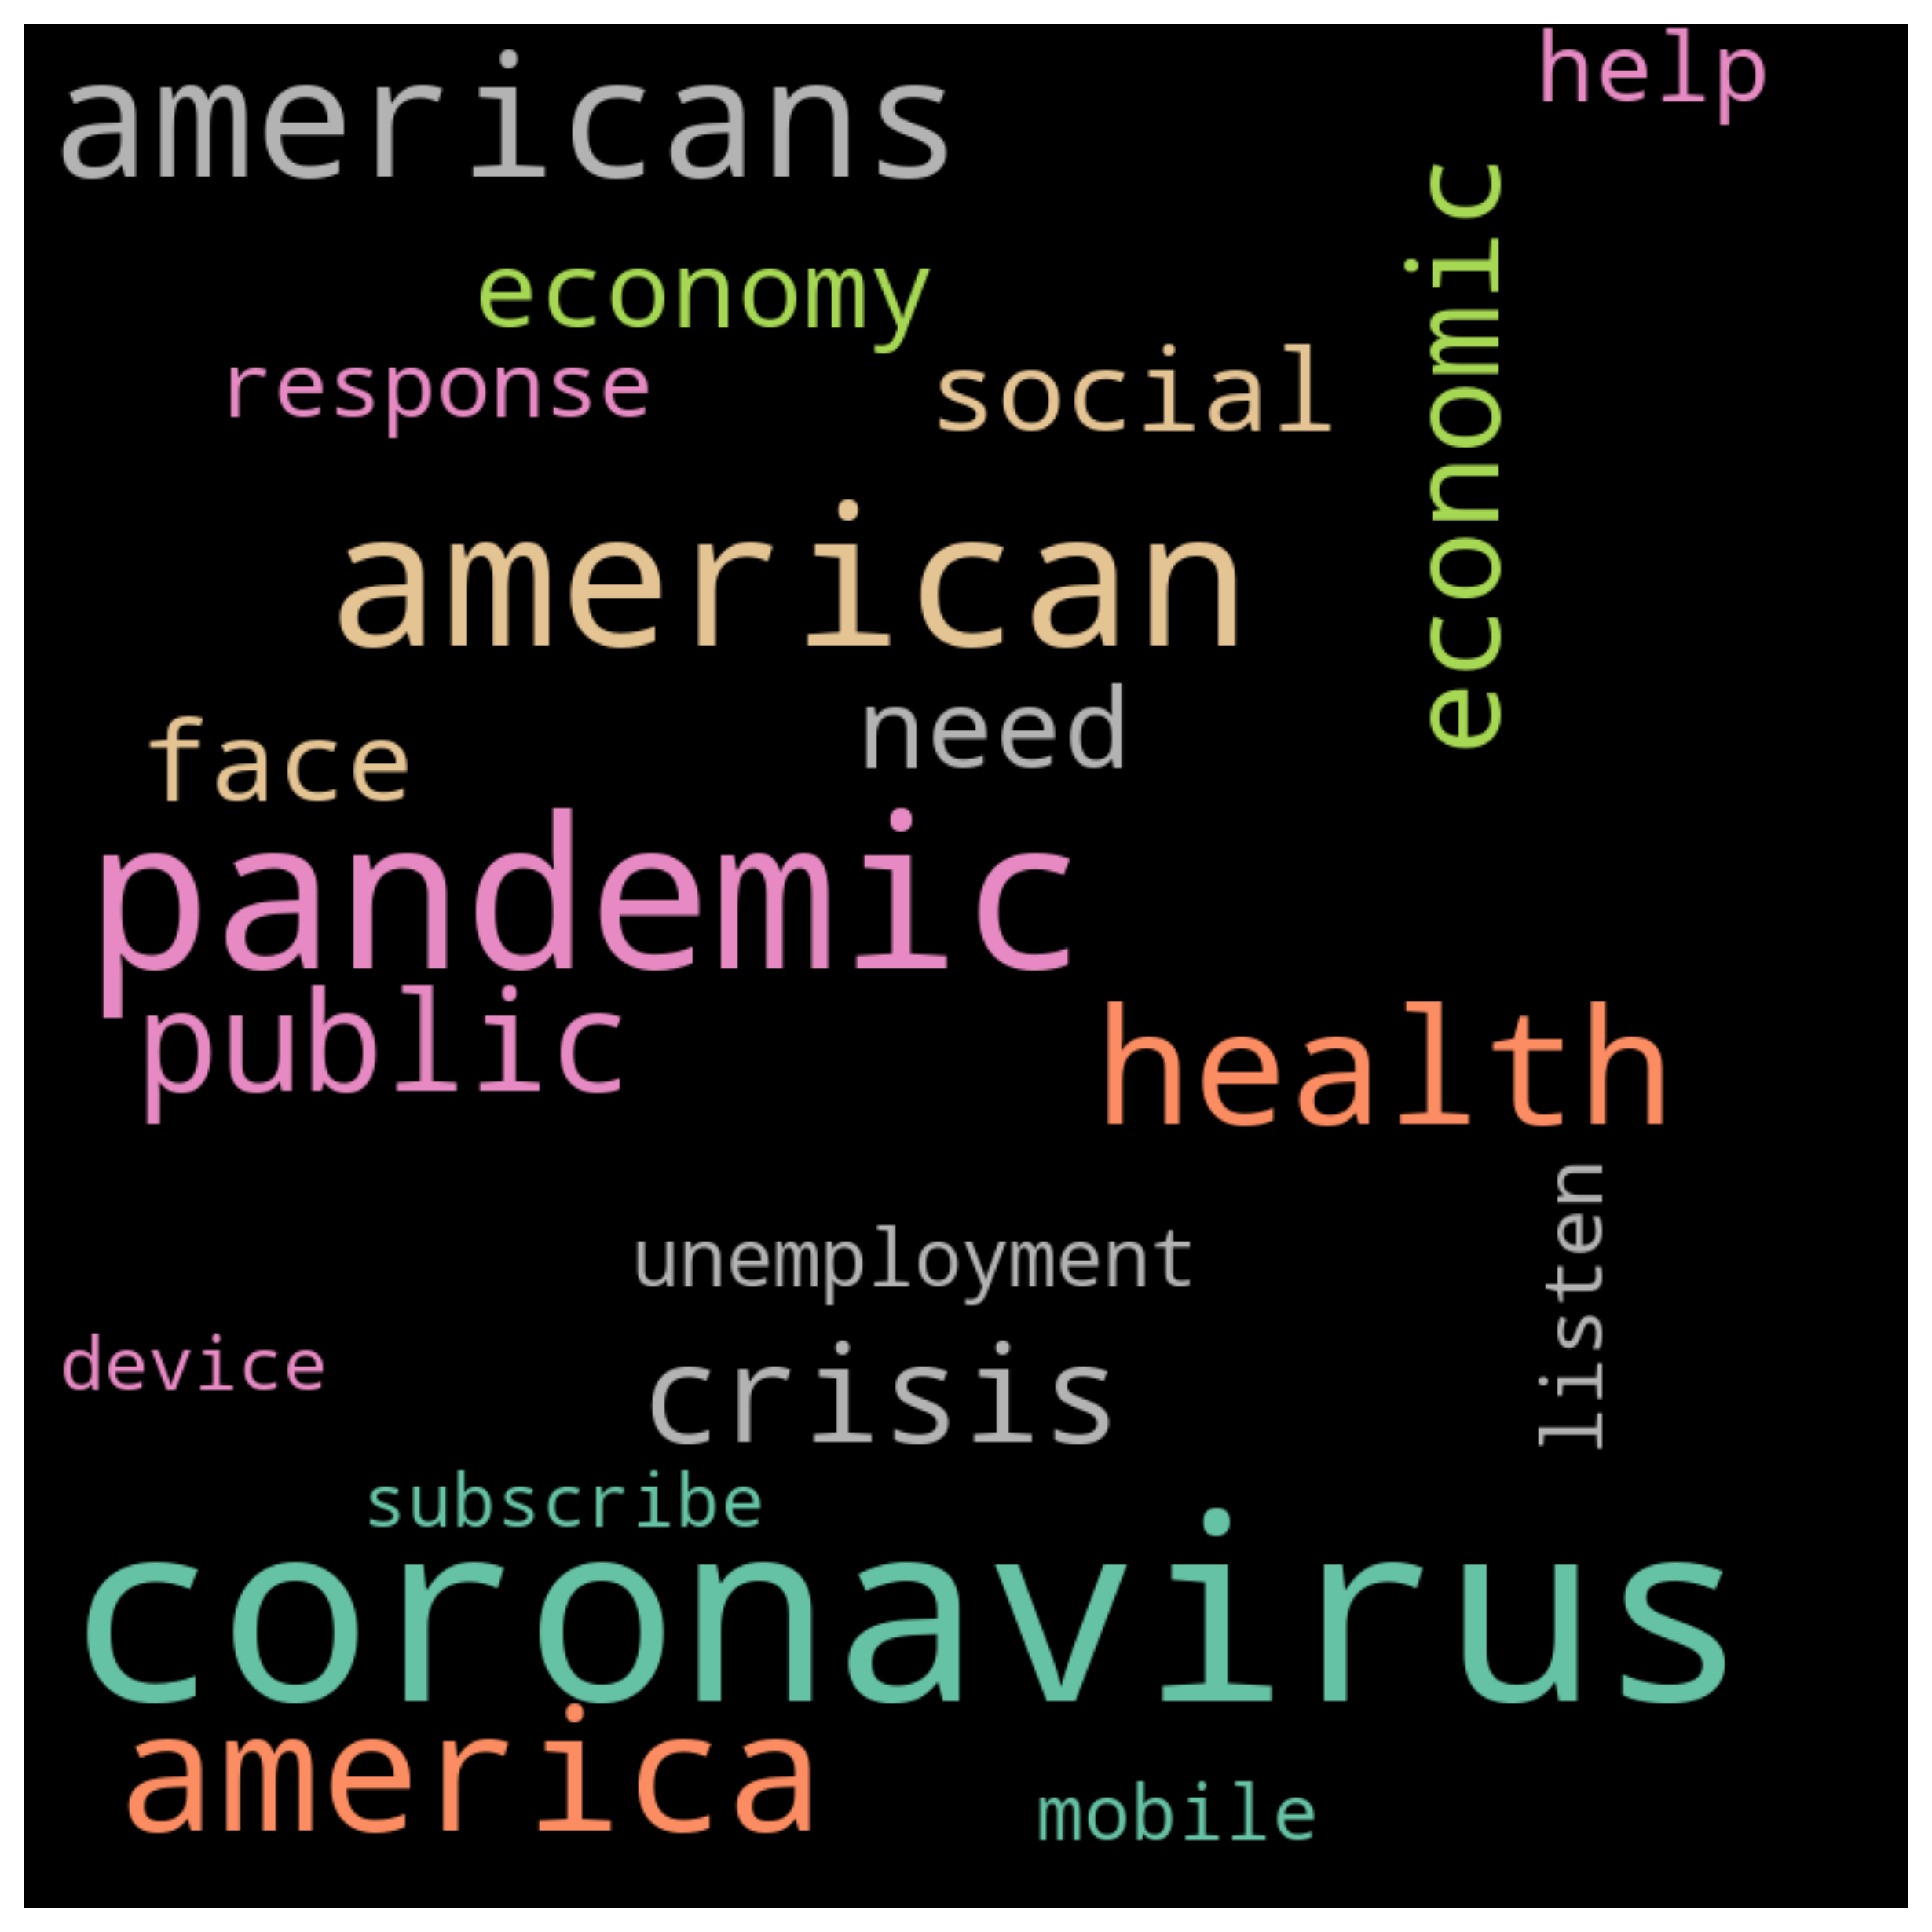 americans
help
economy
economic
response
social
american
need
face
pandemic
public
health
unemployment
listen
device
crisis
subscribe
coronavirus
america
mobile